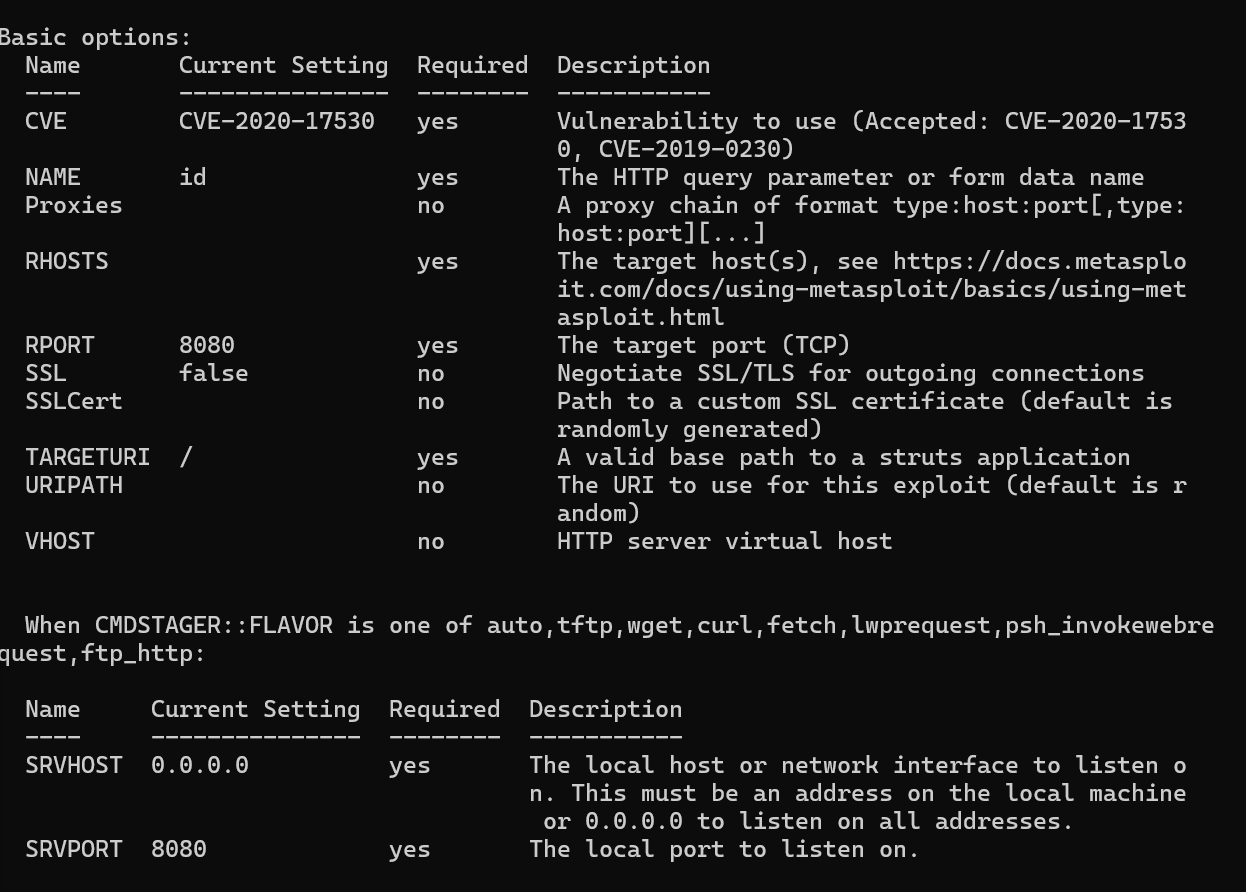 Basic options:
  Name       Current Setting  Required  Description
  ----       ---------------  --------  -----------
  CVE        CVE-2020-17530   yes       Vulnerability to use (Accepted: CVE-2020-1753
                                        0, CVE-2019-0230)
  NAME       id               yes       The HTTP query parameter or form data name
  Proxies                     no        A proxy chain of format type:host:port[,type:
                                        host:port][...]
  RHOSTS                      yes       The target host(s), see https://docs.metasplo
                                        it.com/docs/using-metasploit/basics/using-met
                                        asploit.html
  RPORT      8080             yes       The target port (TCP)
  SSL        false            no        Negotiate SSL/TLS for outgoing connections
  SSLCert                     no        Path to a custom SSL certificate (default is
                                        randomly generated)
  TARGETURI  /                yes       A valid base path to a struts application
  URIPATH                     no        The URI to use for this exploit (default is r
                                        andom)
  VHOST                       no        HTTP server virtual host


  When CMDSTAGER::FLAVOR is one of auto,tftp,wget,curl,fetch,lwprequest,psh_invokewebre
quest,ftp_http:

  Name     Current Setting  Required  Description
  ----     ---------------  --------  -----------
  SRVHOST  0.0.0.0          yes       The local host or network interface to listen o
                                      n. This must be an address on the local machine
                                       or 0.0.0.0 to listen on all addresses.
  SRVPORT  8080             yes       The local port to listen on.